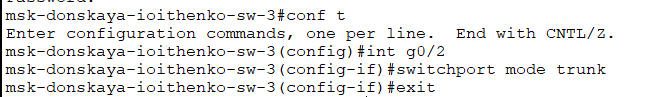 Password:
msk-donskaya-ioithenko-sw-3#conf t
Enter configuration commands, one per line.  End with CNTL/Z.
msk-donskaya-ioithenko-sw-3(config)#int g0/2
msk-donskaya-ioithenko-sw-3(config-if)#switchport mode trunk
msk-donskaya-ioithenko-sw-3(config-if)#exit